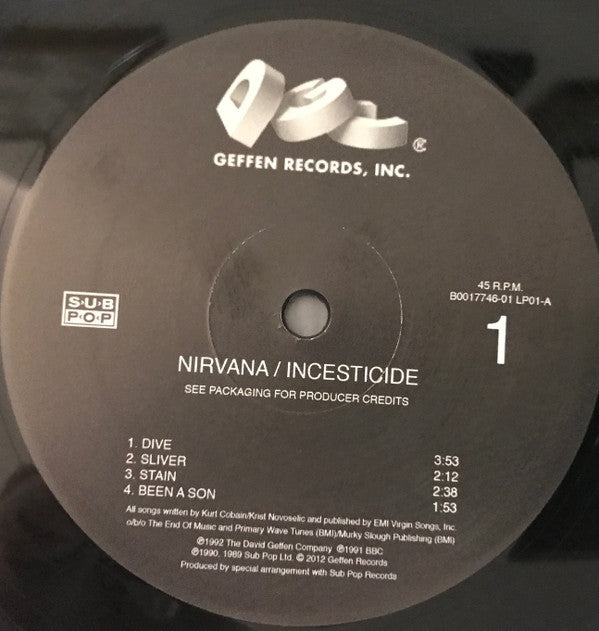 GEFFEN RECORDS, INC.
®
SUB
POP
45 R.P.M.
B0017746-01 LP01-A
1
NIRVANA / INCESTICIDE
SEE PACKAGING FOR PRODUCER CREDITS
1. DIVE 3:53
2. SLIVER 2:12
3. STAIN 2:38
4. BEEN A SON 1:53
All songs written by Kurt Cobain/Krist Novoselic and published by EMI Virgin Songs, Inc.
o/b/o The End Of Music and Primary Wave Tunes (BMI)/Murky Slough Publishing (BMI)
℗1992 The David Geffen Company ℗1991 BBC
℗1990, 1989 Sub Pop Ltd. © 2012 Geffen Records
Produced by special arrangement with Sub Pop Records